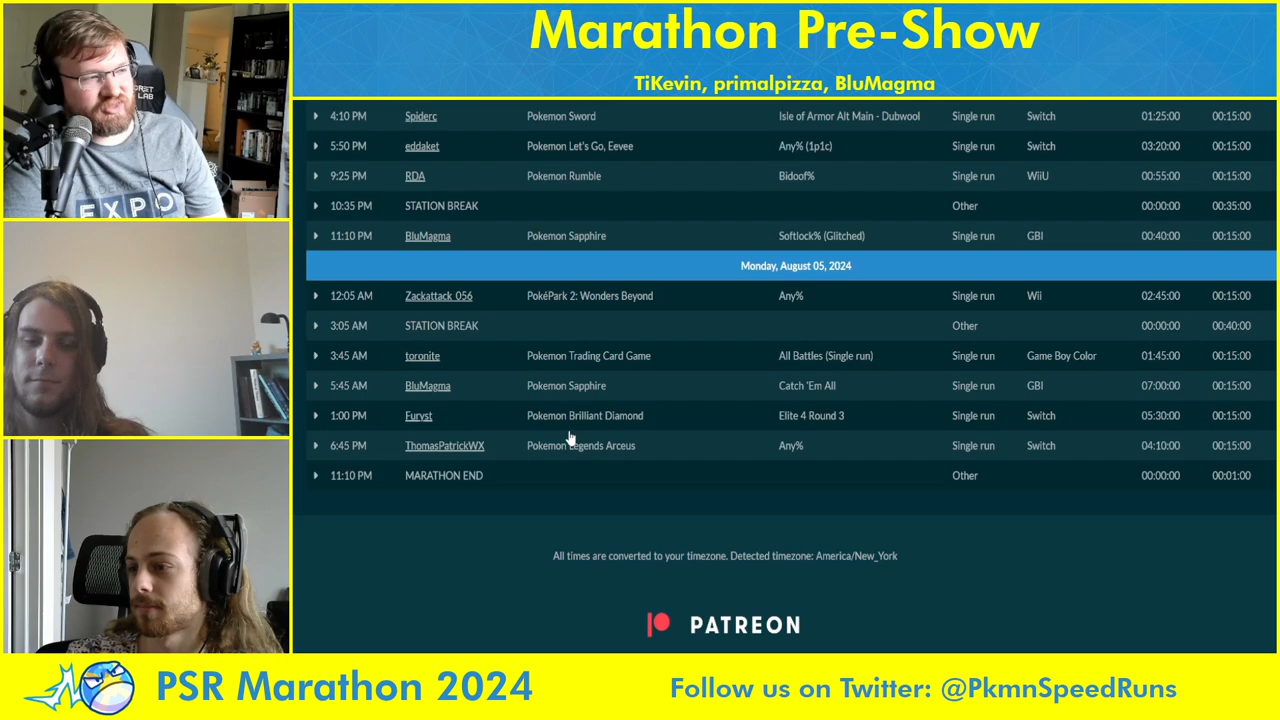 Marathon Pre-Show
TiKevin, primalpizza, BluMagma
4:10 PM Spiderc Pokemon Sword Isle of Armor Alt Main - Dubwool Single run Switch 01:25:00 00:15:00
5:50 PM eddaket Pokemon Let's Go, Eevee Any% (1p1c) Single run Switch 03:20:00 00:15:00
9:25 PM RDA Pokemon Rumble Bidoof% Single run WiiU 00:55:00 00:15:00
10:35 PM STATION BREAK Other 00:00:00 00:35:00
11:10 PM BluMagma Pokemon Sapphire Softlock% (Glitched) Single run GBI 00:40:00 00:15:00
Monday, August 05, 2024
12:05 AM Zackattack_056 PokéPark 2: Wonders Beyond Any% Single run Wii 02:45:00 00:15:00
3:05 AM STATION BREAK Other 00:00:00 00:40:00
3:45 AM toronite Pokemon Trading Card Game All Battles (Single run) Single run Game Boy Color 01:45:00 00:15:00
5:45 AM BluMagma Pokemon Sapphire Catch 'Em All Single run GBI 07:00:00 00:15:00
1:00 PM Furyst Pokemon Brilliant Diamond Elite 4 Round 3 Single run Switch 05:30:00 00:15:00
6:45 PM ThomasPatrickWX Pokemon Legends Arceus Any% Single run Switch 04:10:00 00:15:00
11:10 PM MARATHON END Other 00:00:00 00:01:00
All times are converted to your timezone. Detected timezone: America/New_York
PATREON
PSR Marathon 2024
Follow us on Twitter: @PkmnSpeedRuns
EXPO
LAB